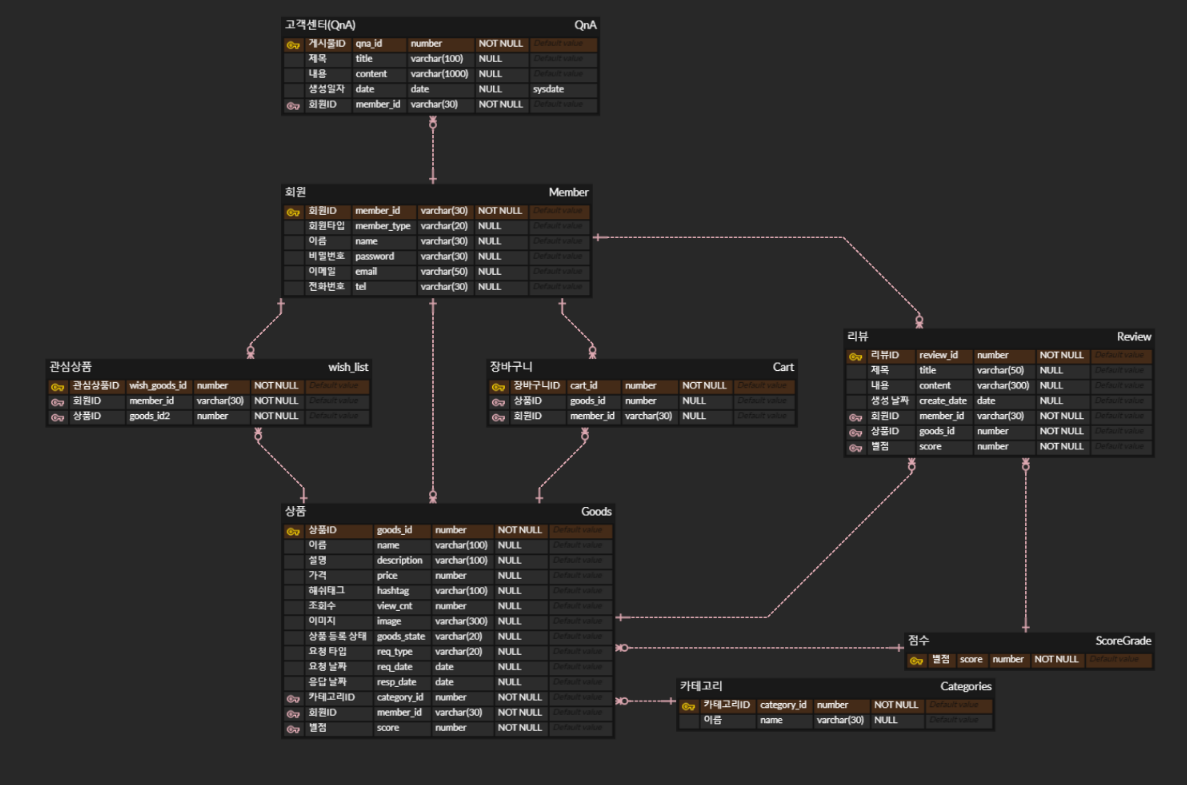 고객센터(QnA) QnA
게시물ID qna_id number NOT NULL Default value
제목 title varchar(100) NULL Default value
내용 content varchar(1000) NULL Default value
생성일자 date date NULL sysdate
회원ID member_id varchar(30) NOT NULL Default value
회원 Member
회원ID member_id varchar(30) NOT NULL Default value
회원타입 member_type varchar(20) NULL Default value
이름 name varchar(30) NULL Default value
비밀번호 password varchar(30) NULL Default value
이메일 email varchar(50) NULL Default value
전화번호 tel varchar(30) NULL Default value
관심상품 wish_list
관심상품ID wish_goods_id number NOT NULL Default value
회원ID member_id varchar(30) NOT NULL Default value
상품ID goods_id2 number NOT NULL Default value
장바구니 Cart
장바구니ID cart_id number NOT NULL Default value
상품ID goods_id number NULL Default value
회원ID member_id varchar(30) NULL Default value
리뷰 Review
리뷰ID review_id number NOT NULL Default value
제목 title varchar(50) NULL Default value
내용 content varchar(300) NULL Default value
생성 날짜 create_date date NULL Default value
회원ID member_id varchar(30) NOT NULL Default value
상품ID goods_id number NOT NULL Default value
별점 score number NOT NULL Default value
상품 Goods
상품ID goods_id number NOT NULL Default value
이름 name varchar(100) NULL Default value
설명 description varchar(100) NULL Default value
가격 price number NULL Default value
해쉬태그 hashtag varchar(100) NULL Default value
조회수 view_cnt number NULL Default value
이미지 image varchar(300) NULL Default value
상품 등록 상태 goods_state varchar(20) NULL Default value
요청 타입 req_type varchar(20) NULL Default value
요청 날짜 req_date date NULL Default value
응답 날짜 resp_date date NULL Default value
카테고리ID category_id number NOT NULL Default value
회원ID member_id varchar(30) NOT NULL Default value
별점 score number NOT NULL Default value
점수 ScoreGrade
별점 score number NOT NULL Default value
카테고리 Categories
카테고리ID category_id number NOT NULL Default value
이름 name varchar(30) NULL Default value